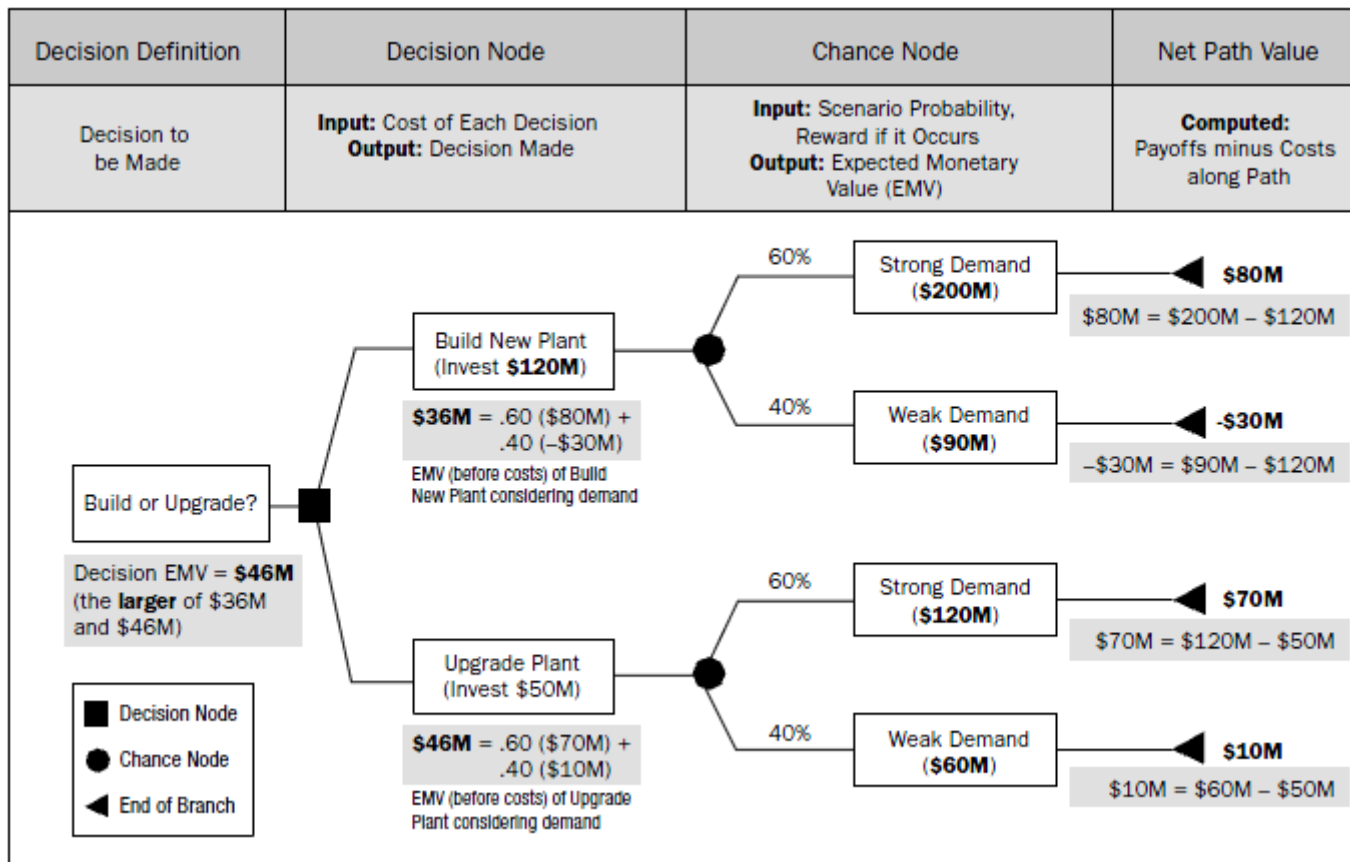 Decision Definition
Decision Node
Chance Node
Net Path Value
Decision to
be Made
Input: Cost of Each Decision
Output: Decision Made
Input: Scenario Probability,
Reward if it Occurs
Output: Expected Monetary
Value (EMV)
Computed:
Payoffs minus Costs
along Path
Build or Upgrade?
Decision EMV = $46M
(the larger of $36M
and $46M)
Build New Plant
(Invest $120M)
$36M = .60 ($80M) +
.40 (–$30M)
EMV (before costs) of Build
New Plant considering demand
60%
Strong Demand
($200M)
$80M
$80M = $200M – $120M
40%
Weak Demand
($90M)
-$30M
–$30M = $90M – $120M
Upgrade Plant
(Invest $50M)
$46M = .60 ($70M) +
.40 ($10M)
EMV (before costs) of Upgrade
Plant considering demand
60%
Strong Demand
($120M)
$70M
$70M = $120M – $50M
40%
Weak Demand
($60M)
$10M
$10M = $60M – $50M
Decision Node
Chance Node
End of Branch